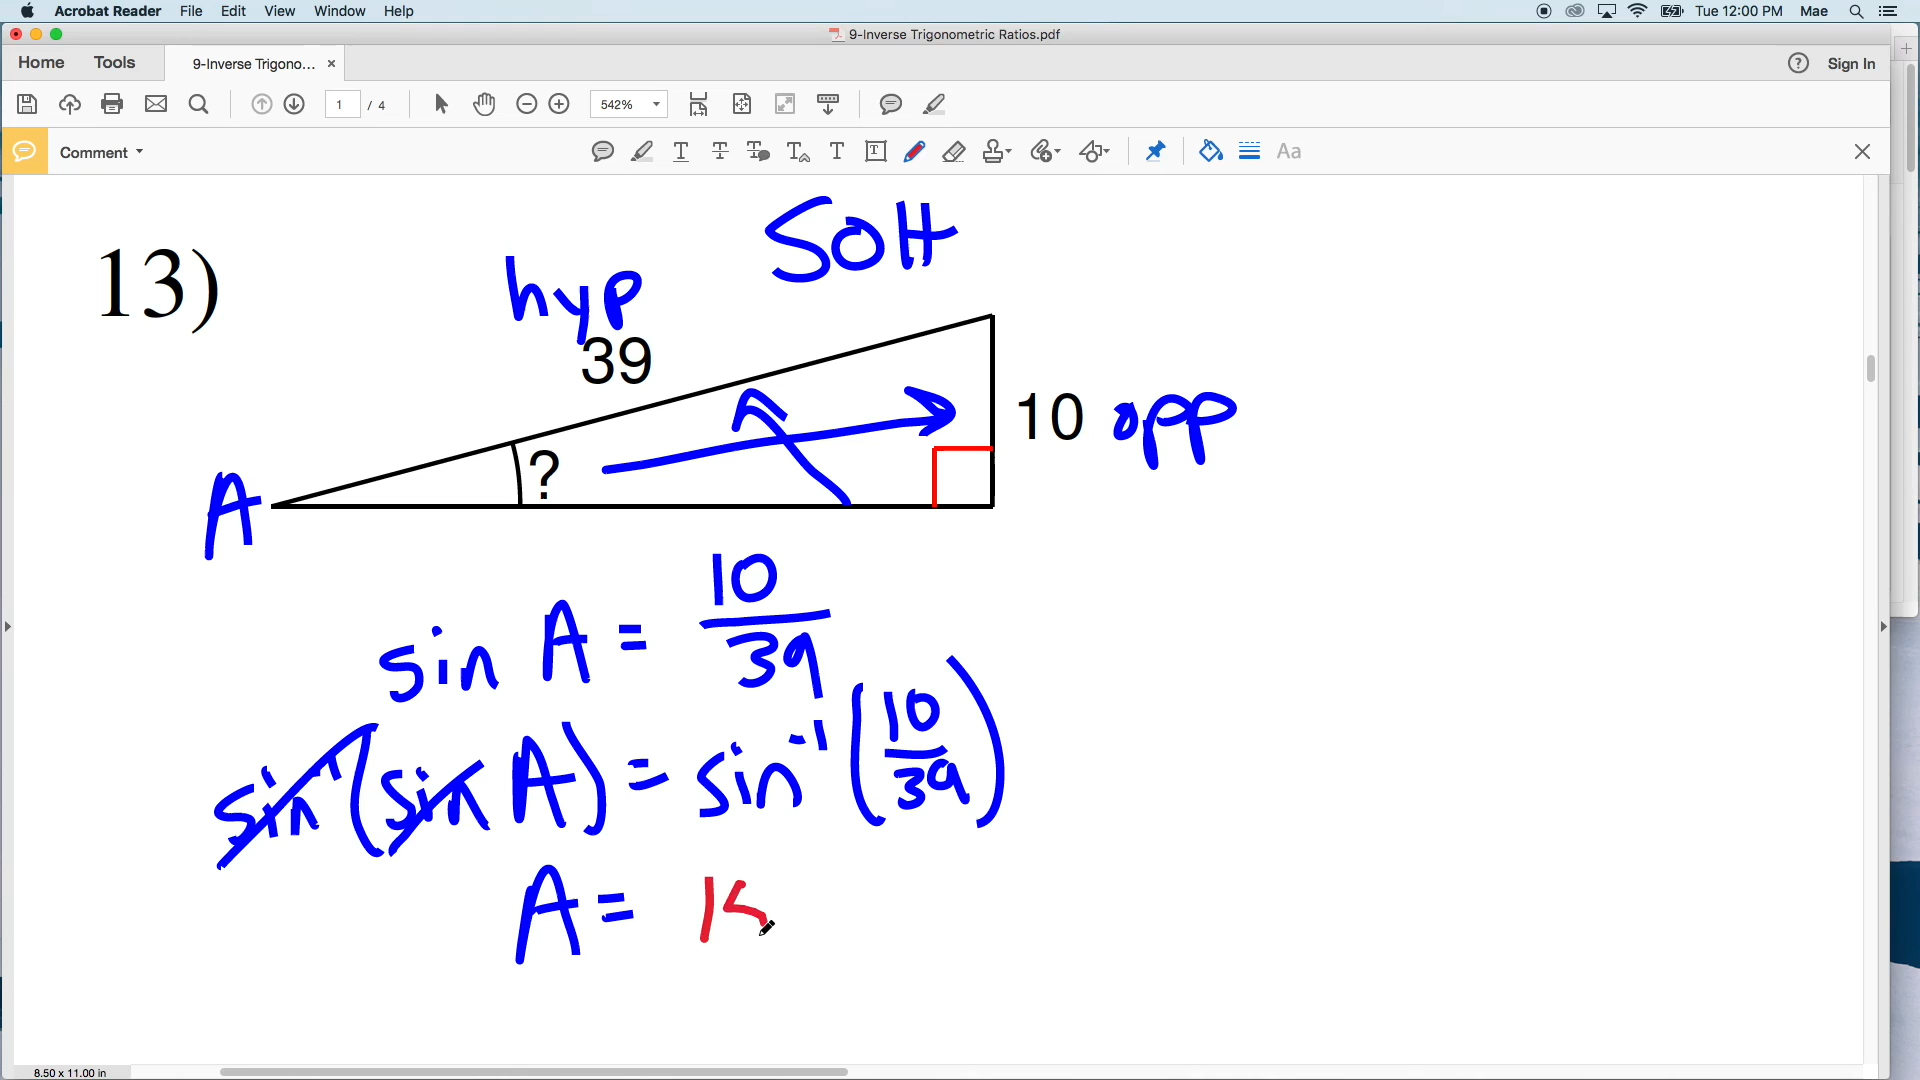 Acrobat Reader File Edit View Window Help Tue 12:00 PM Mae
9-Inverse Trigonometric Ratios.pdf
Home Tools 9-Inverse Trigono... × ? Sign In
1 / 4 542%
Comment T T T T T T Aa
SOH
13)
hyp
39
10 opp
?
A
sin A = 10/39
sin⁻¹(sin A) = sin⁻¹(10/39)
A = 15
8.50 x 11.00 in